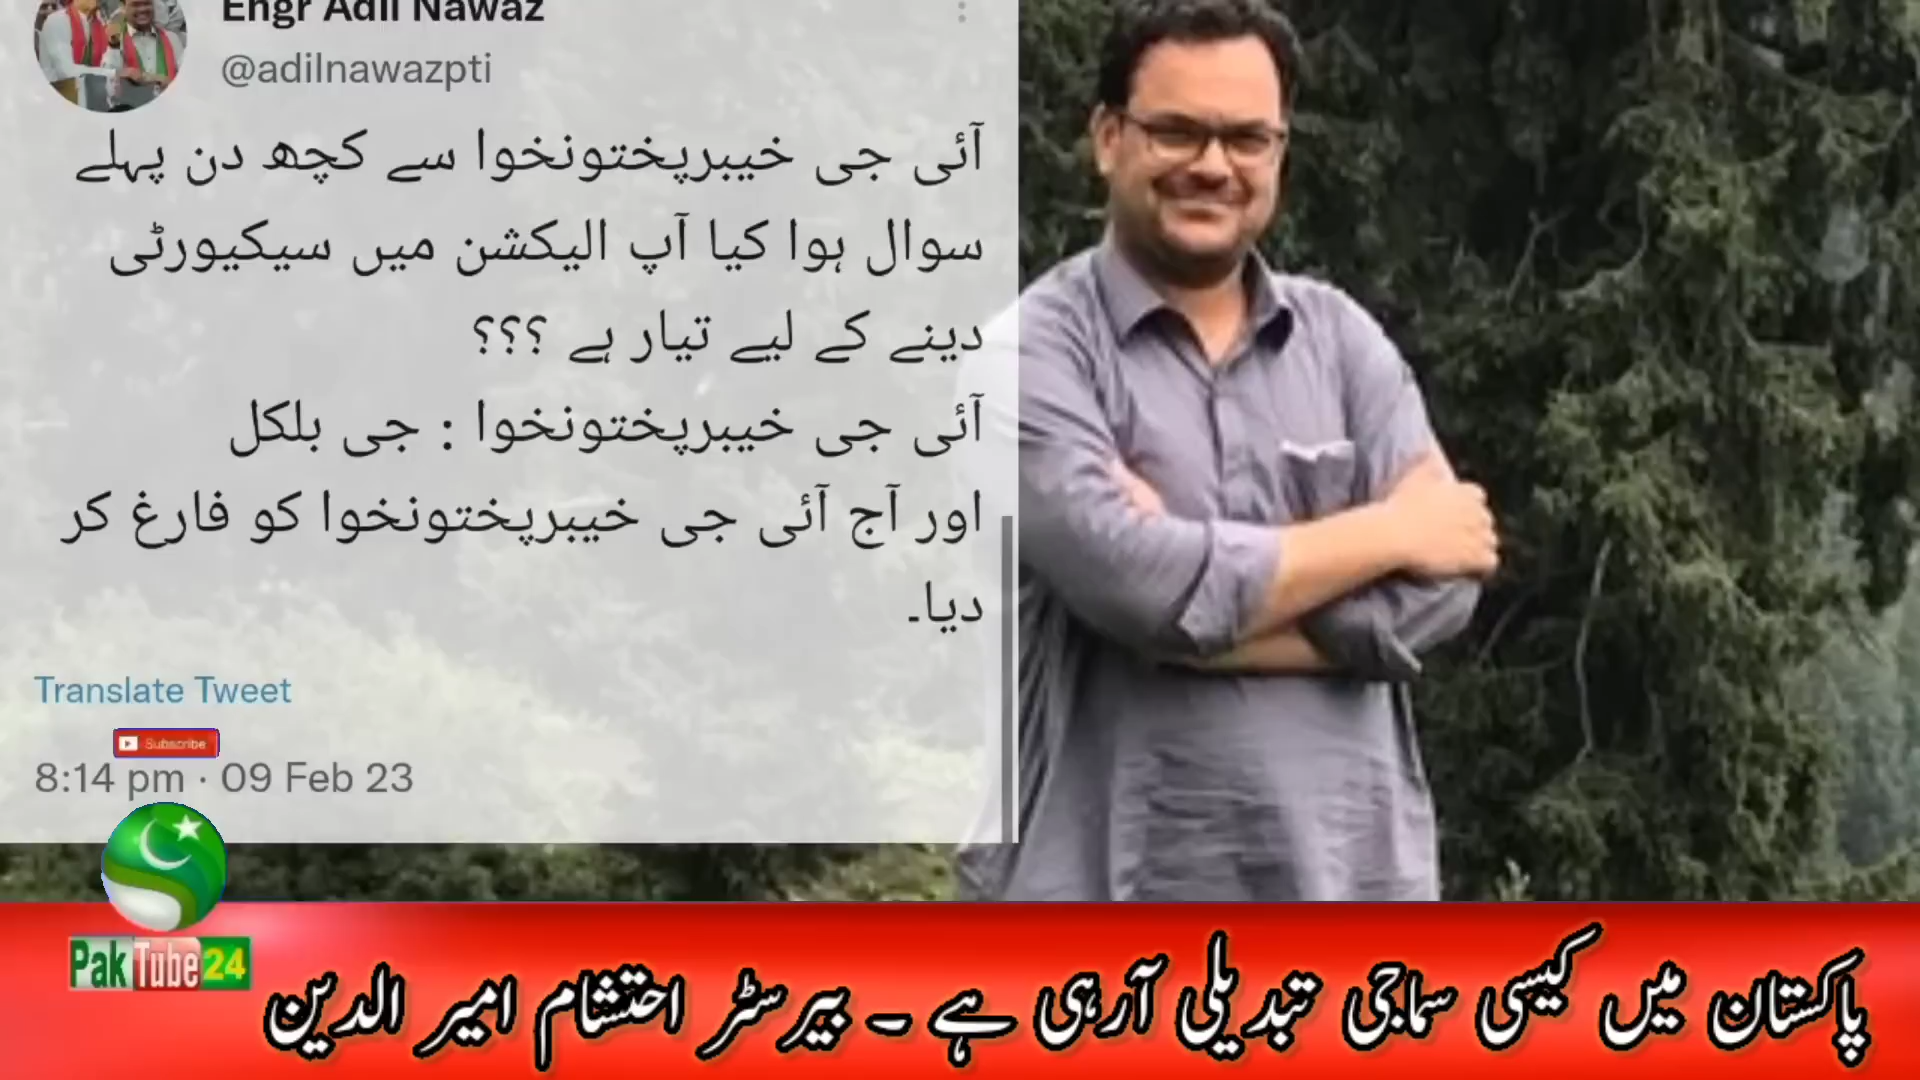 Engr Adil Nawaz
@adilnawazpti
آئی جی خیبرپختونخوا سے کچھ دن پہلے
سوال ہوا کیا آپ الیکشن میں سیکیورٹی
دینے کے لیے تیار ہے ؟؟؟
آئی جی خیبرپختونخوا : جی بلکل
اور آج آئی جی خیبرپختونخوا کو فارغ کر
دیا۔
Translate Tweet
Subscribe
8:14 pm · 09 Feb 23
PakTube24
پاکستان میں کیسی سماجی تبدیلی آرہی ہے ۔ بیرسٹر احتشام امیر الدین